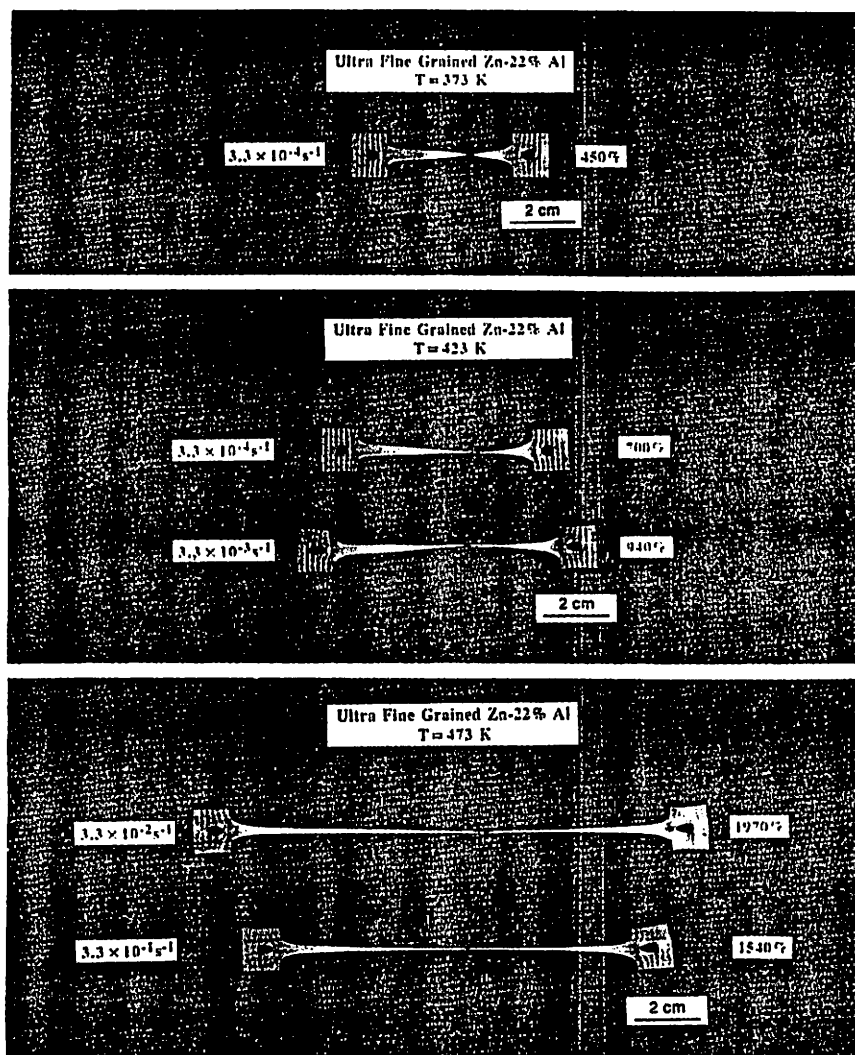 Ultra Fine Grained Zn-22% Al
T = 373 K
3.3 × 10⁻⁴s⁻¹
450%
2 cm
Ultra Fine Grained Zn-22% Al
T = 423 K
3.3 × 10⁻⁴s⁻¹
700%
3.3 × 10⁻³s⁻¹
940%
2 cm
Ultra Fine Grained Zn-22% Al
T = 473 K
3.3 × 10⁻²s⁻¹
1970%
3.3 × 10⁻¹s⁻¹
1540%
2 cm